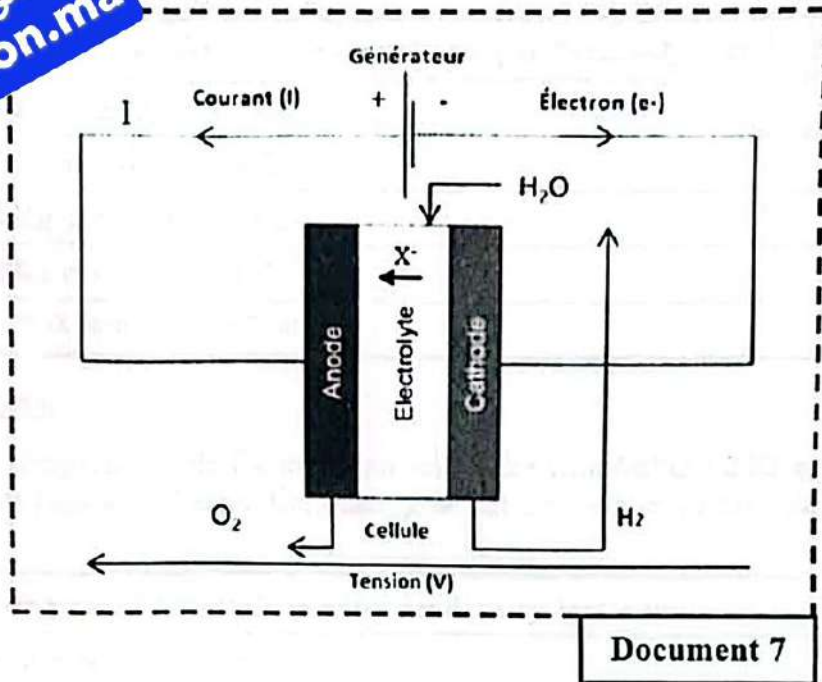 on.ma
Générateur
I Courant (I) + - Électron (e-)
H₂O
X⁻
Anode
Electrolyte
Cathode
O₂
Cellule
H₂
Tension (V)
Document 7